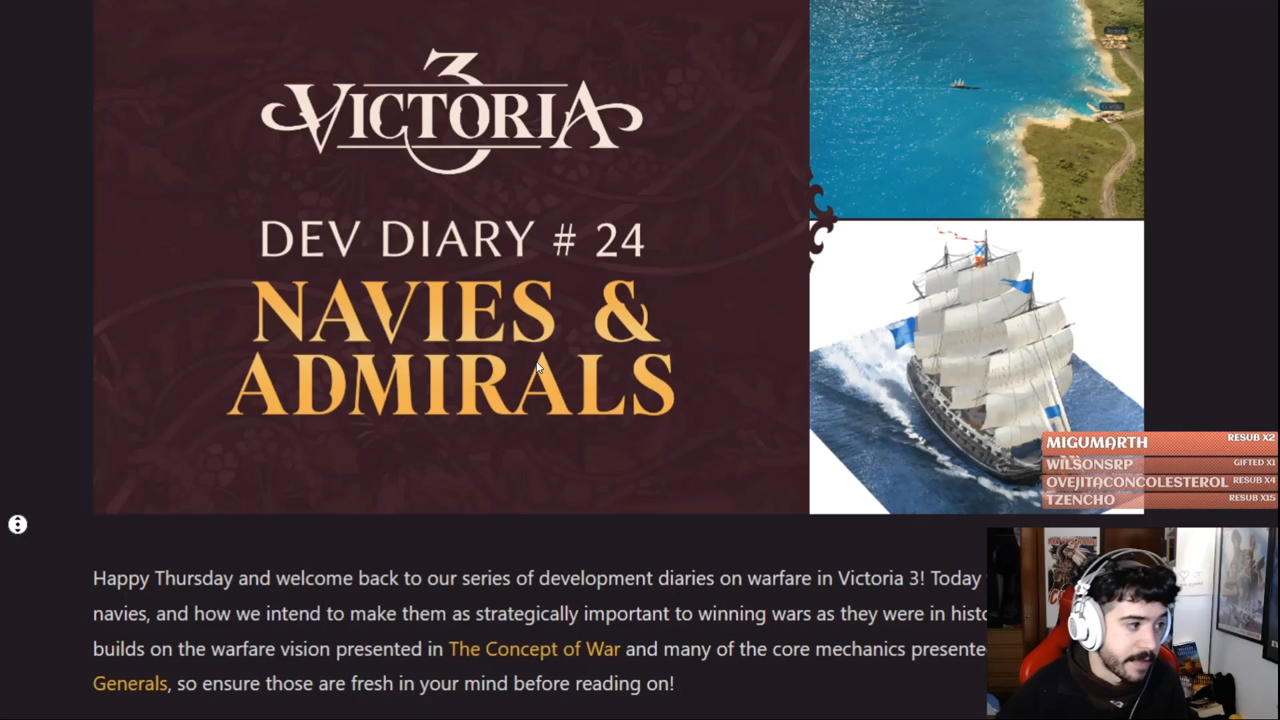 3
VICTORIA
DEV DIARY # 24
NAVIES &
ADMIRALS
MIGUMARTH RESUB X2
WILSONSRP GIFTED X1
OVEJITACONCOLESTEROL RESUB X4
TZENCHO RESUB X15
Happy Thursday and welcome back to our series of development diaries on warfare in Victoria 3! Today
navies, and how we intend to make them as strategically important to winning wars as they were in
builds on the warfare vision presented in The Concept of War and many of the core mechanics presented
Generals, so ensure those are fresh in your mind before reading on!